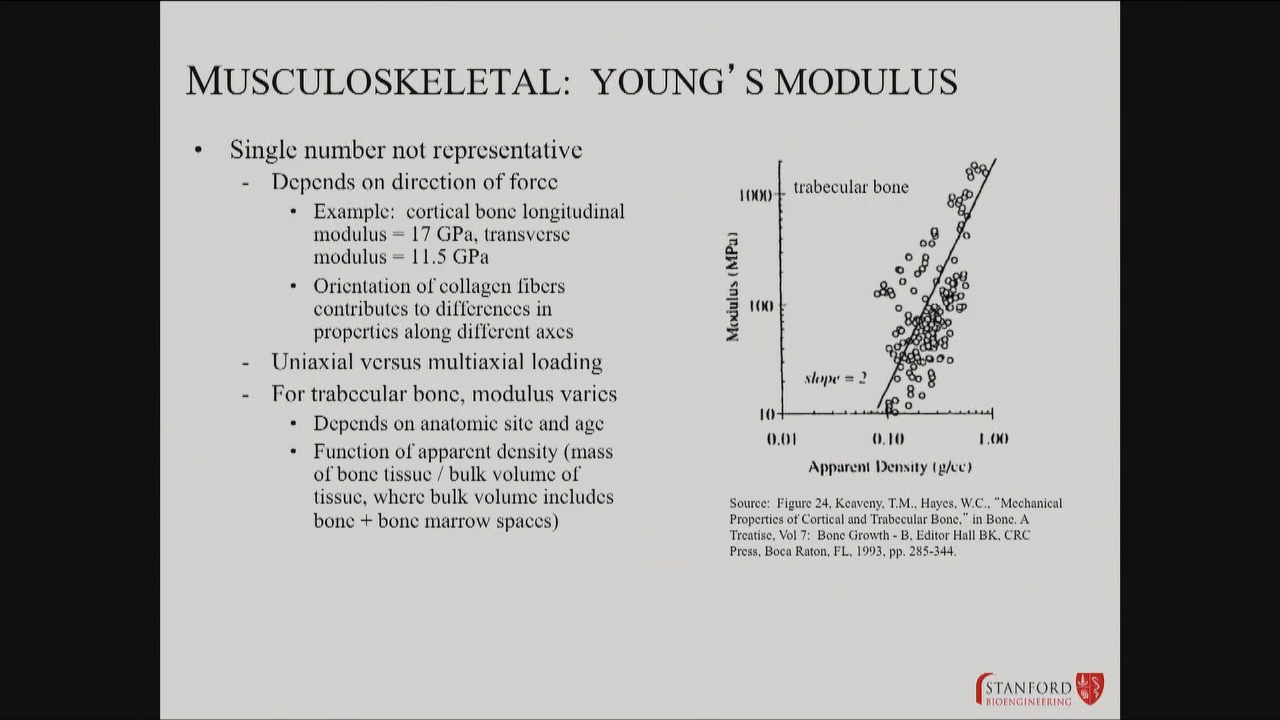 MUSCULOSKELETAL: YOUNG’S MODULUS
• Single number not representative
- Depends on direction of force
• Example: cortical bone longitudinal
modulus = 17 GPa, transverse
modulus = 11.5 GPa
• Orientation of collagen fibers
contributes to differences in
properties along different axes
- Uniaxial versus multiaxial loading
- For trabecular bone, modulus varies
• Depends on anatomic site and age
• Function of apparent density (mass
of bone tissue / bulk volume of
tissue, where bulk volume includes
bone + bone marrow spaces)
trabecular bone
1000
Modulus (MPa)
100
slope = 2
10
0.01 0.10 1.00
Apparent Density (g/cc)
Source: Figure 24, Keaveny, T.M., Hayes, W.C., “Mechanical
Properties of Cortical and Trabecular Bone,” in Bone. A
Treatise, Vol 7: Bone Growth - B, Editor Hall BK, CRC
Press, Boca Raton, FL, 1993, pp. 285-344.
STANFORD
BIOENGINEERING